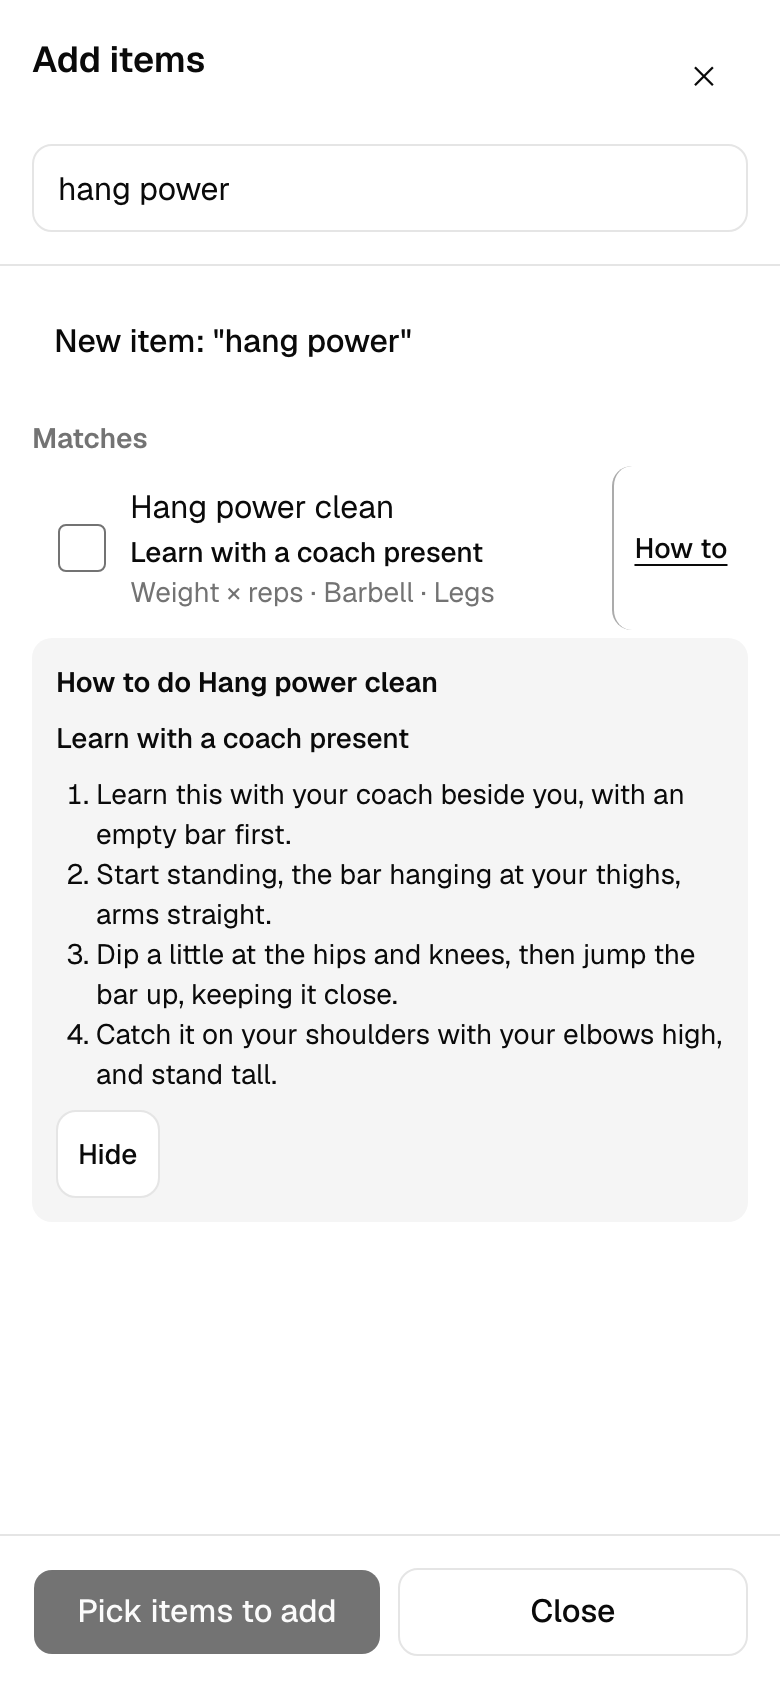 Add items
hang power
New item: "hang power"
Matches
Hang power clean
Learn with a coach present
Weight × reps · Barbell · Legs
How to
How to do Hang power clean
Learn with a coach present
1. Learn this with your coach beside you, with an
empty bar first.
2. Start standing, the bar hanging at your thighs,
arms straight.
3. Dip a little at the hips and knees, then jump the
bar up, keeping it close.
4. Catch it on your shoulders with your elbows high,
and stand tall.
Hide
Pick items to add
Close